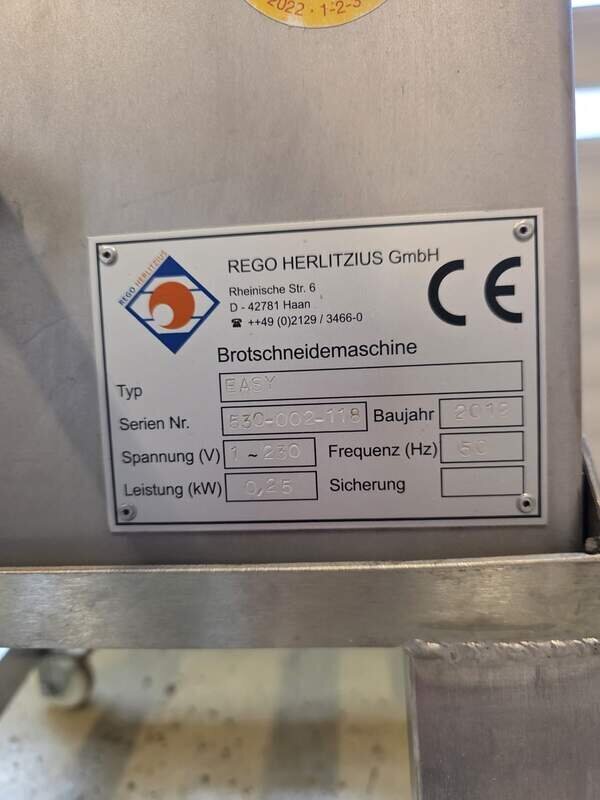 2022 · 1-2-3
REGO HERLITZIUS
REGO HERLITZIUS GmbH
Rheinische Str. 6
D - 42781 Haan
☎ ++49 (0)2129 / 3466-0
CE
Brotschneidemaschine
Typ EASY
Serien Nr. 530-002-118 Baujahr
Spannung (V) 1 ~ 230 Frequenz (Hz) 50
Leistung (kW) 0,25 Sicherung